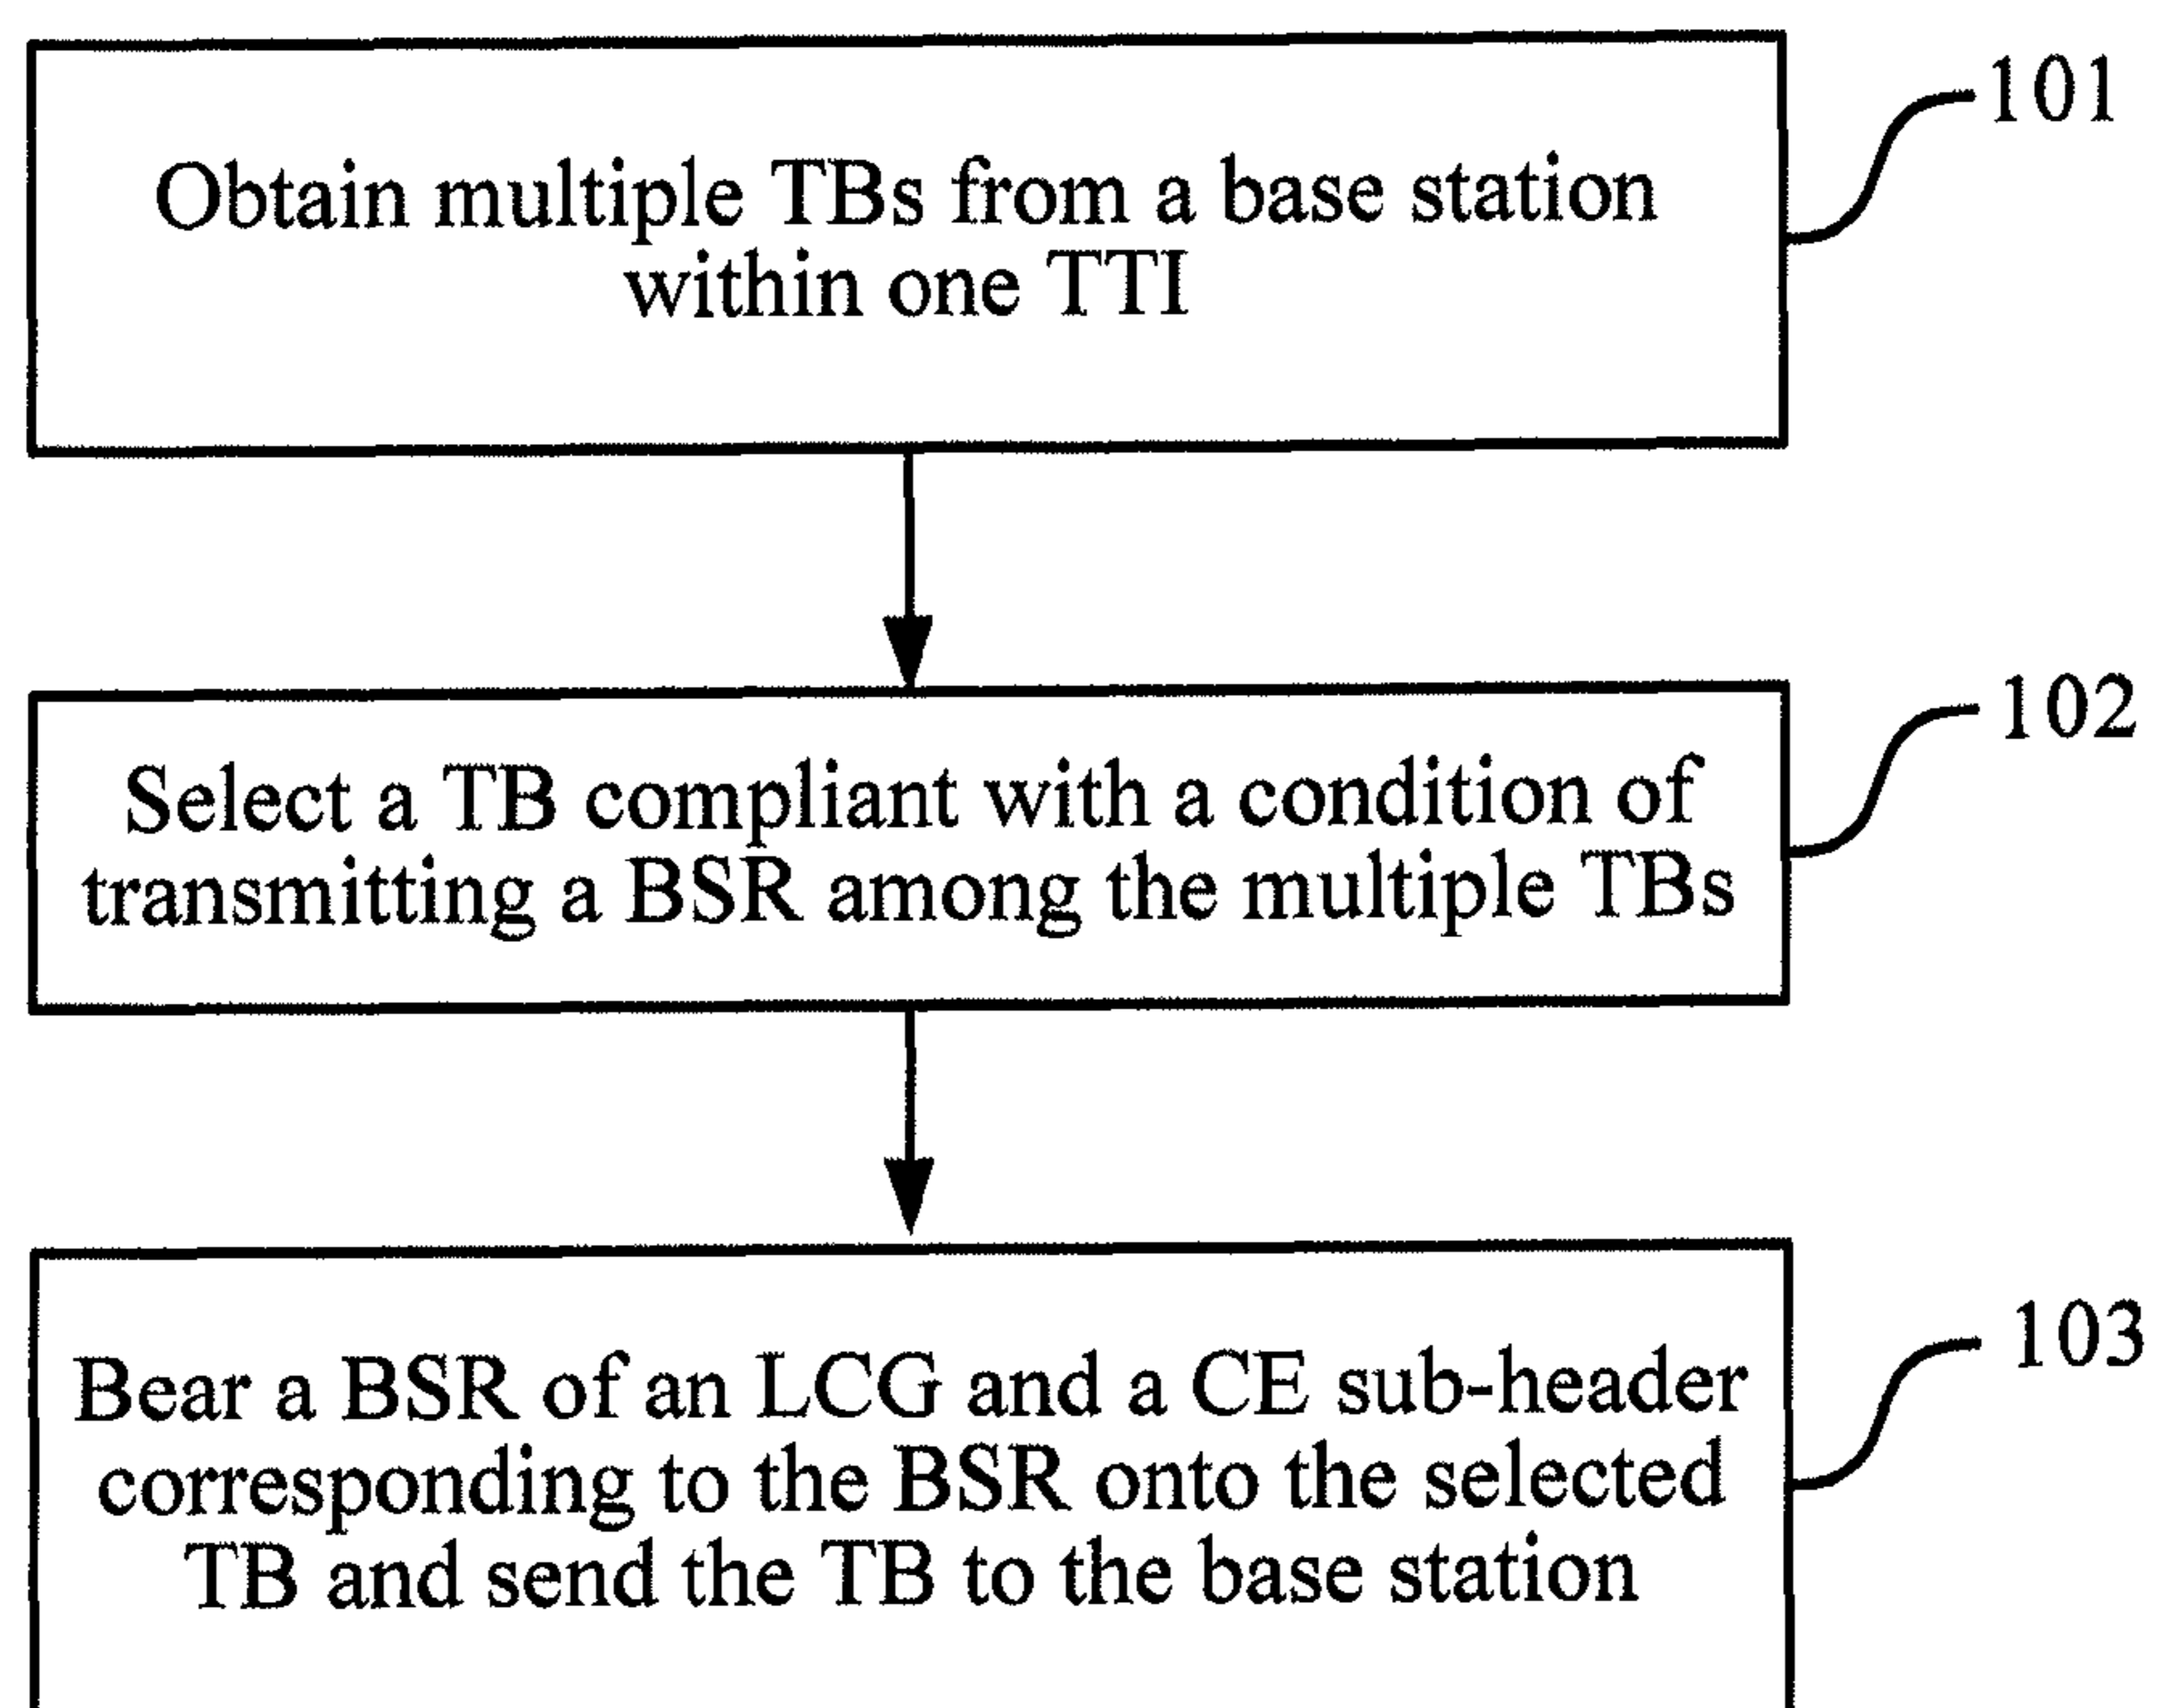 Obtain multiple TBs from a base station
within one TTI
101
Select a TB compliant with a condition of
transmitting a BSR among the multiple TBs
102
Bear a BSR of an LCG and a CE sub-header
corresponding to the BSR onto the selected
TB and send the TB to the base station
103